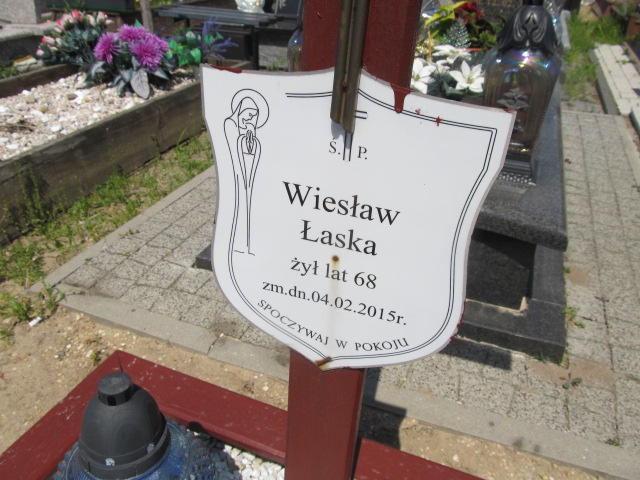 Ś. P.
Wiesław
Łaska
żył lat 68
zm.dn.04.02.2015r.
SPOCZYWAJ W POKOJU